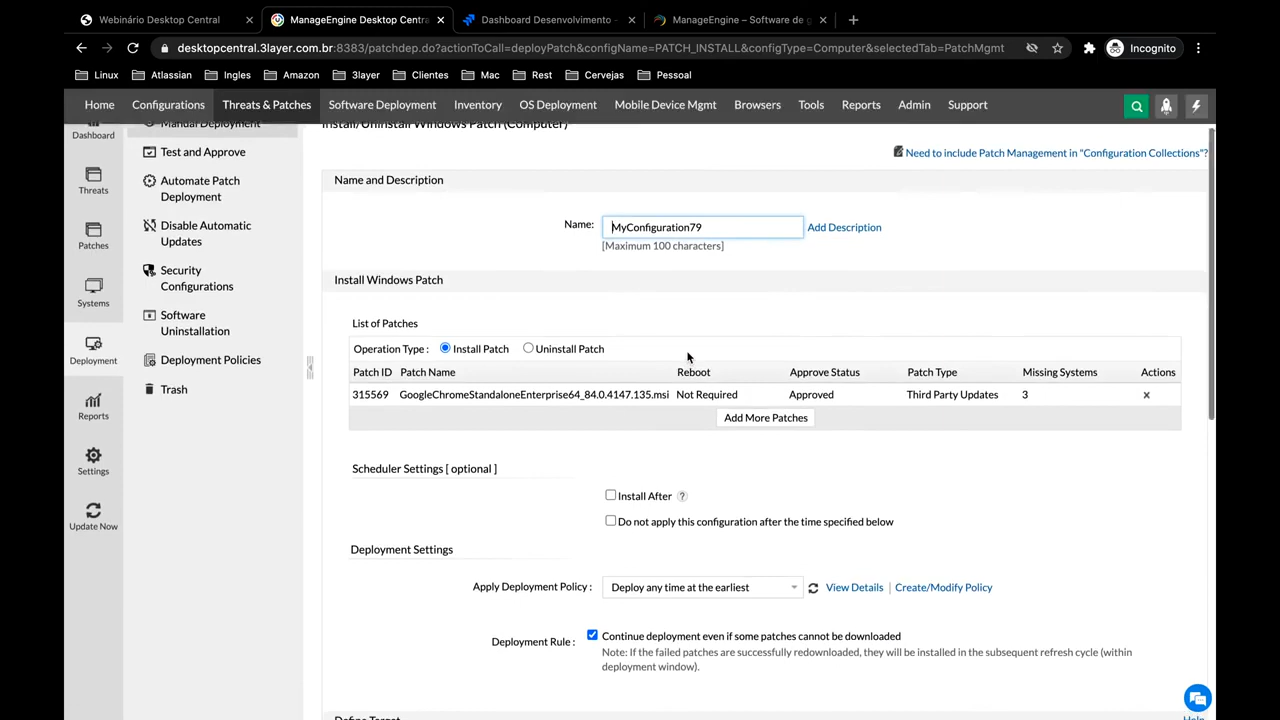 Webinário Desktop Central
ManageEngine Desktop Centra
Dashboard Desenvolvimento -
ManageEngine – Software de g
desktopcentral.3layer.com.br:8383/patchdep.do?actionToCall=deployPatch&configName=PATCH_INSTALL&configType=Computer&selectedTab=PatchMgmt
Incognito
Linux Atlassian Ingles Amazon 3layer Clientes Mac Rest Cervejas Pessoal
Home Configurations Threats & Patches Software Deployment Inventory OS Deployment Mobile Device Mgmt Browsers Tools Reports Admin Support
Dashboard
Threats
Patches
Systems
Deployment
Reports
Settings
Update Now
Manual Deployment
Test and Approve
Automate Patch
Deployment
Disable Automatic
Updates
Security
Configurations
Software
Uninstallation
Deployment Policies
Trash
Install/Uninstall Windows Patch (Computer)
Need to include Patch Management in "Configuration Collections"?
Name and Description
Name: MyConfiguration79 Add Description
[Maximum 100 characters]
Install Windows Patch
List of Patches
Operation Type : Install Patch Uninstall Patch
Patch ID Patch Name Reboot Approve Status Patch Type Missing Systems Actions
315569 GoogleChromeStandaloneEnterprise64_84.0.4147.135.msi Not Required Approved Third Party Updates 3 x
Add More Patches
Scheduler Settings [ optional ]
Install After ?
Do not apply this configuration after the time specified below
Deployment Settings
Apply Deployment Policy : Deploy any time at the earliest View Details | Create/Modify Policy
Deployment Rule : Continue deployment even if some patches cannot be downloaded
Note: If the failed patches are successfully redownloaded, they will be installed in the subsequent refresh cycle (within
deployment window).
Define Target
Help